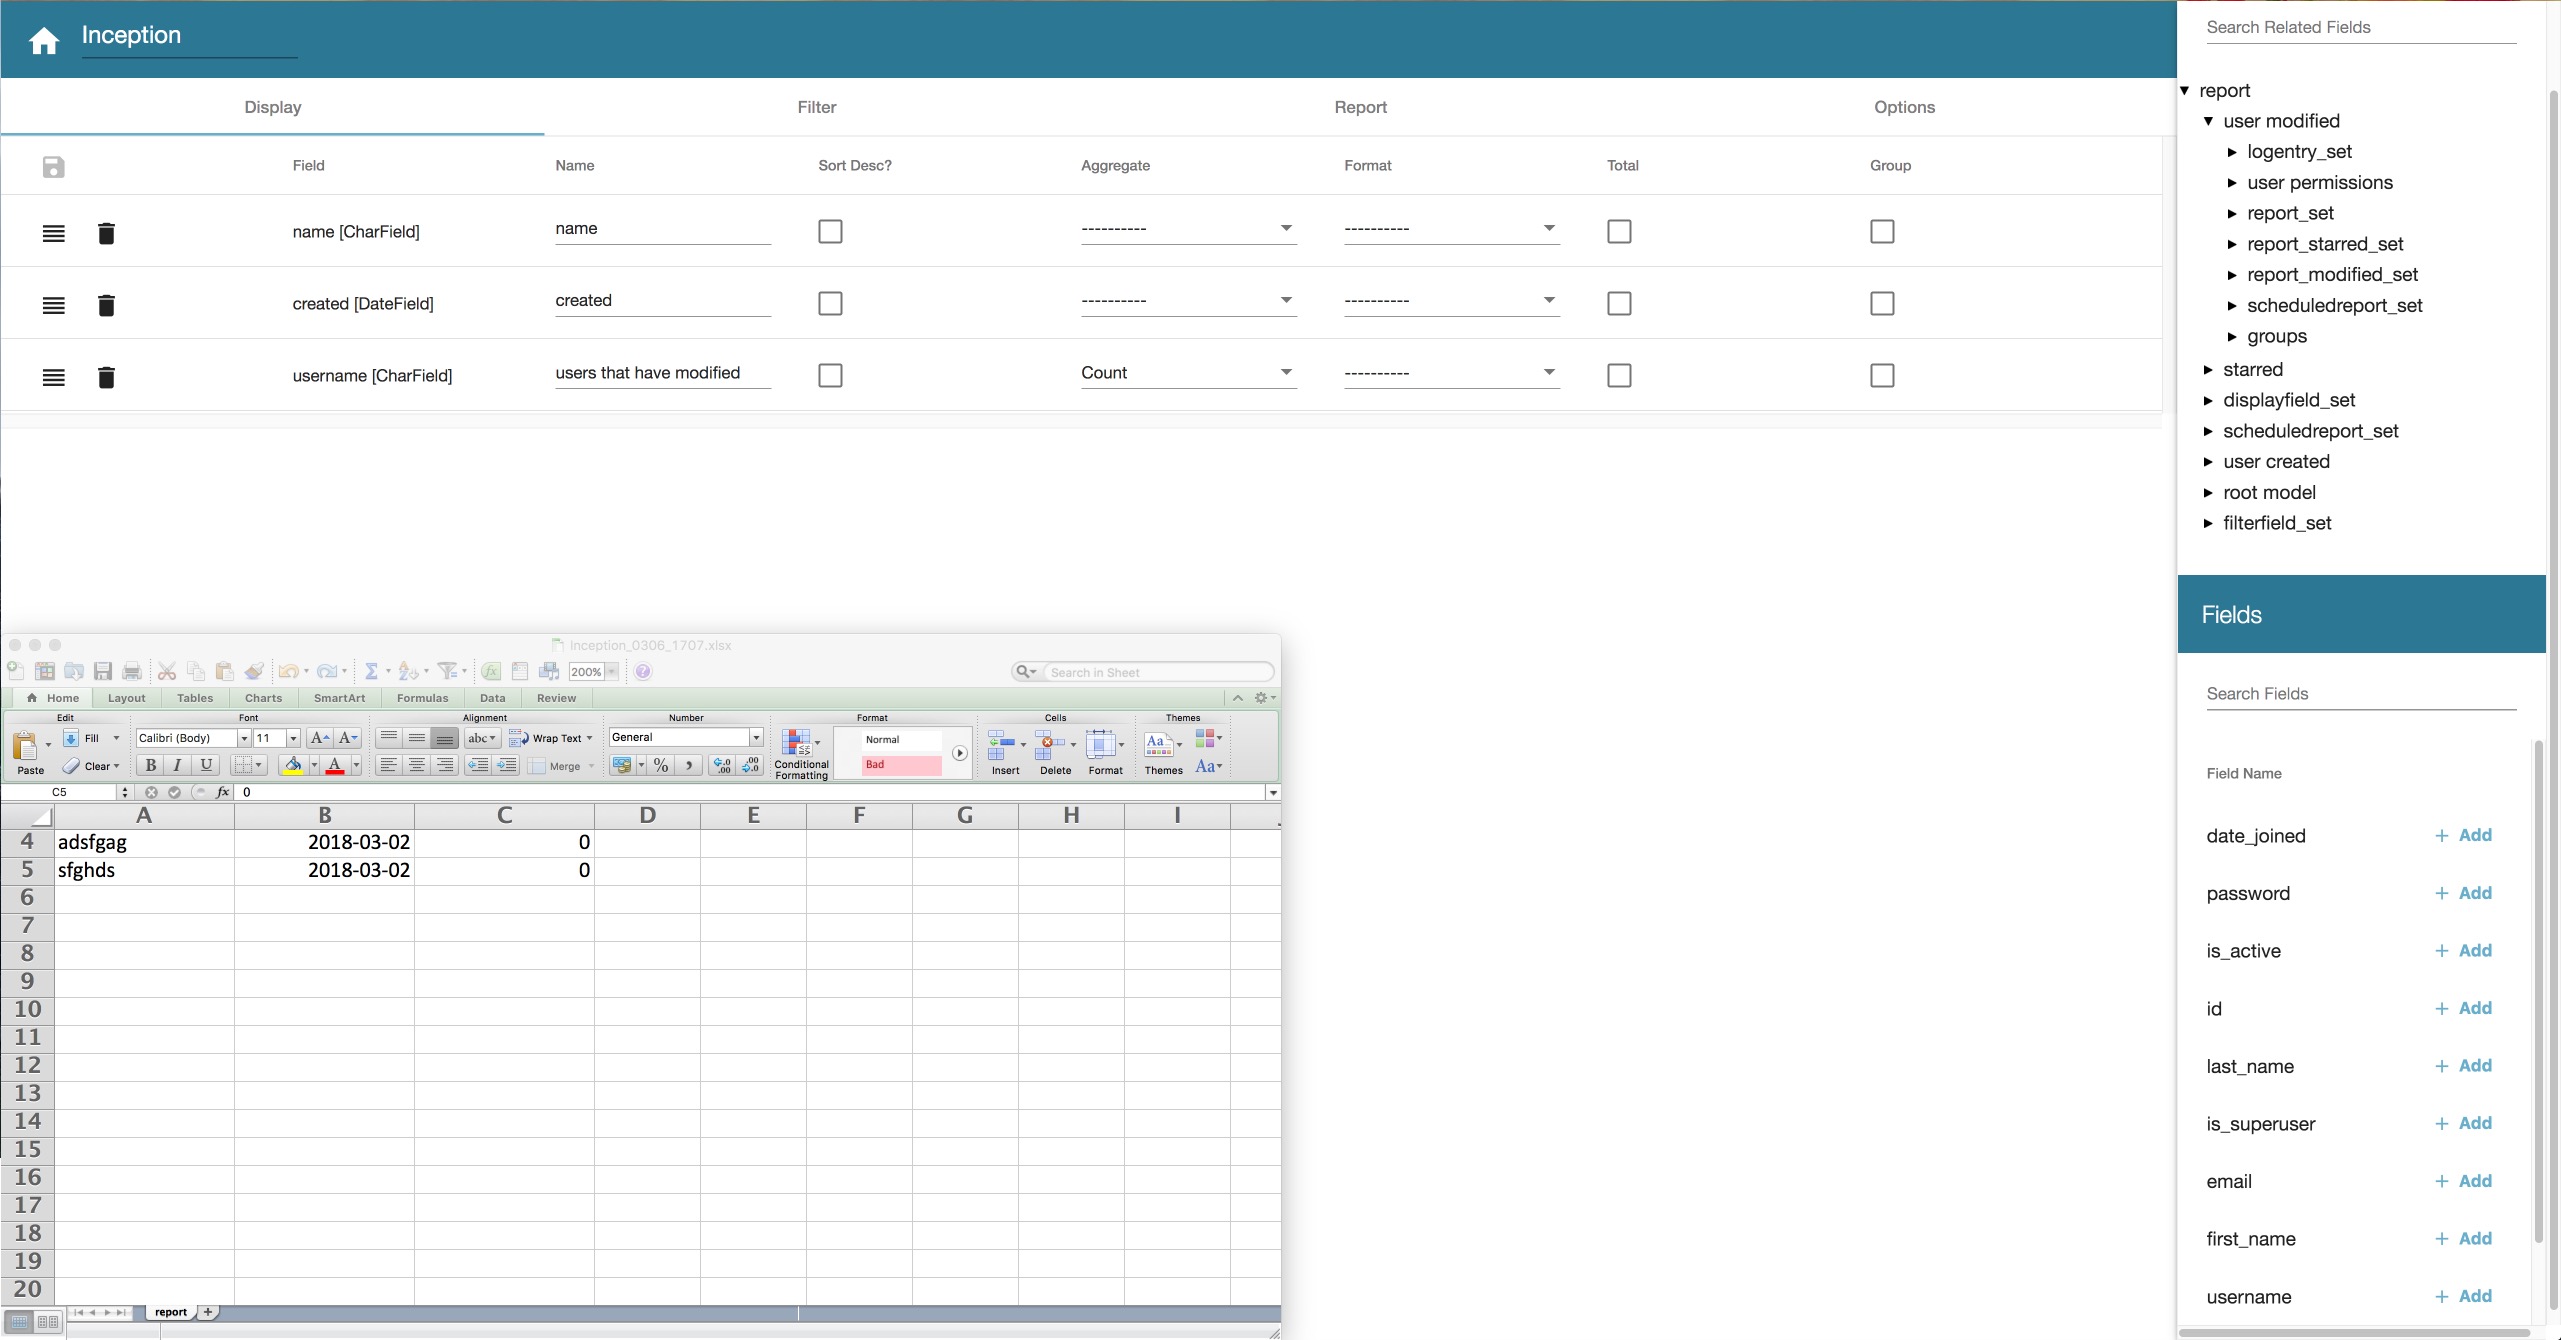 Inception
Display Filter Report Options
Field Name Sort Desc? Aggregate Format Total Group
name [CharField] name ---------- ----------
created [DateField] created ---------- ----------
username [CharField] users that have modified Count ----------
Search Related Fields
report
user modified
logentry_set
user permissions
report_set
report_starred_set
report_modified_set
scheduledreport_set
groups
starred
displayfield_set
scheduledreport_set
user created
root model
filterfield_set
Fields
Search Fields
Field Name
date_joined + Add
password + Add
is_active + Add
id + Add
last_name + Add
is_superuser + Add
email + Add
first_name + Add
username + Add
Inception_0306_1707.xlsx
200% Search in Sheet
Home Layout Tables Charts SmartArt Formulas Data Review
Edit Font Alignment Number Format Cells Themes
Fill Calibri (Body) 11 abc Wrap Text General Normal
Paste Clear B I U A Merge % Conditional Formatting Bad Insert Delete Format Themes Aa
C5 fx 0
A B C D E F G H I
4 adsfgag 2018-03-02 0
5 sfghds 2018-03-02 0
6
7
8
9
10
11
12
13
14
15
16
17
18
19
20
report +